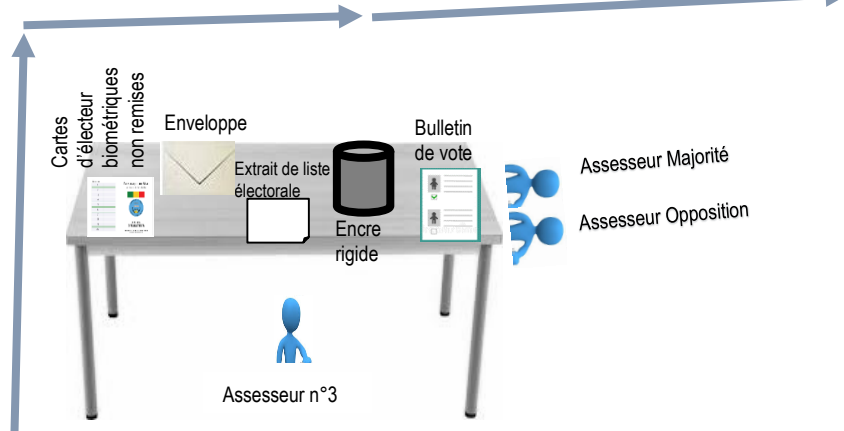 Cartes
d'électeur
biométriques
non remises
Enveloppe
Extrait de liste
électorale
Encre
rigide
Bulletin
de vote
Assesseur Majorité
Assesseur Opposition
Assesseur n°3